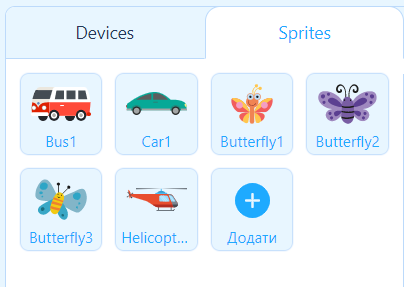 Devices Sprites
Bus1 Car1 Butterfly1 Butterfly2
Butterfly3 Helicopt... Додати